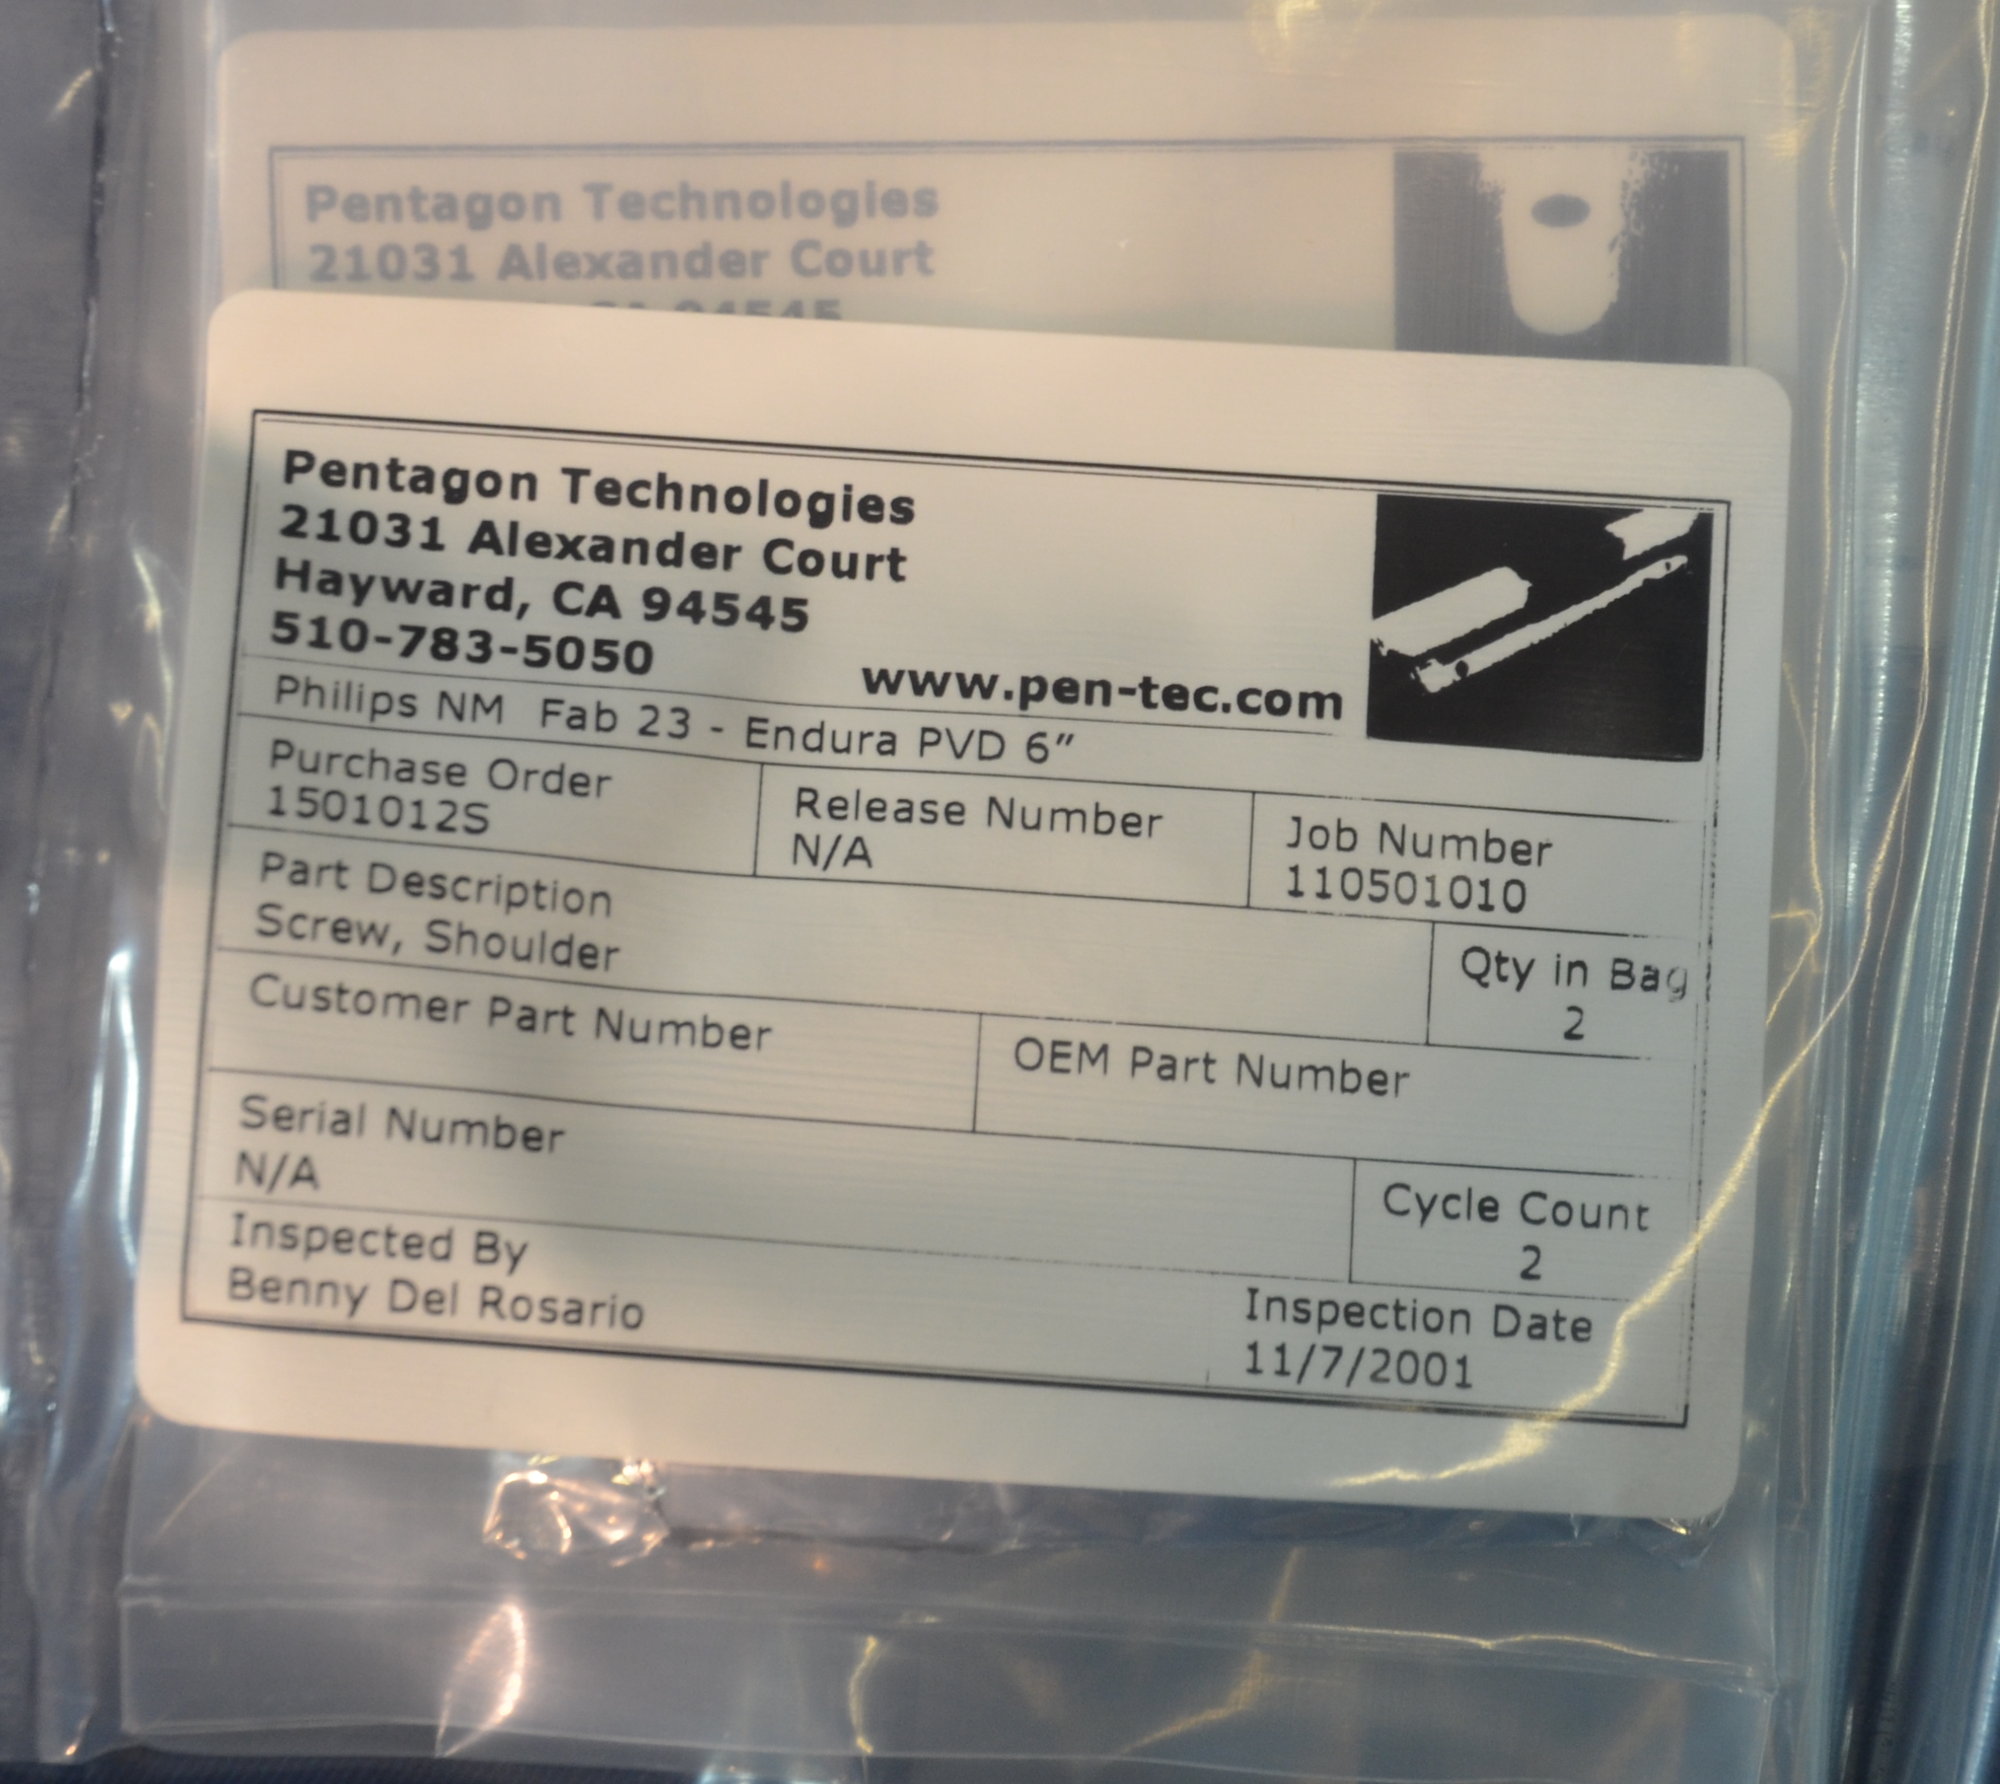 Pentagon Technologies
21031 Alexander Court
CA 94545
Pentagon Technologies
21031 Alexander Court
Hayward, CA 94545
510-783-5050
www.pen-tec.com
Philips NM Fab 23 - Endura PVD 6”
Purchase Order
1501012S
Release Number
N/A
Job Number
110501010
Part Description
Screw, Shoulder
Qty in Bag
2
Customer Part Number
OEM Part Number
Serial Number
N/A
Cycle Count
2
Inspected By
Benny Del Rosario
Inspection Date
11/7/2001